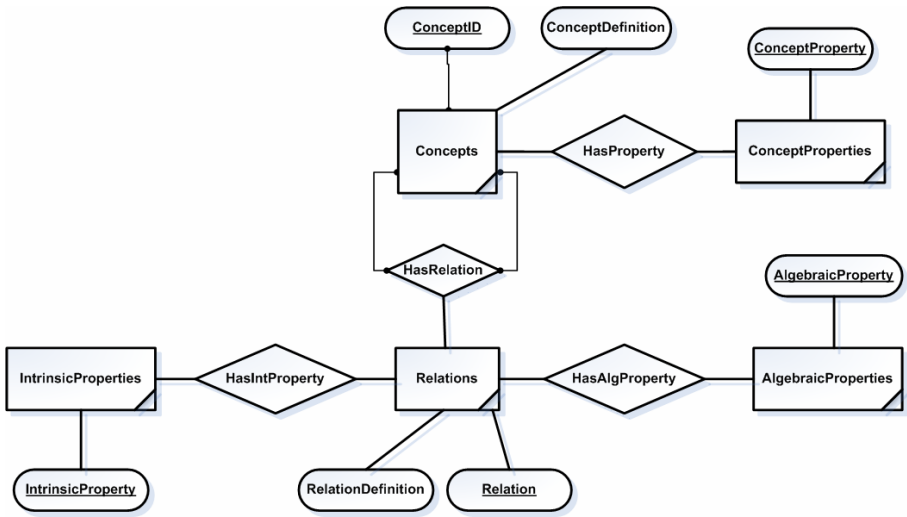 ConceptID
ConceptDefinition
ConceptProperty
Concepts
HasProperty
ConceptProperties
HasRelation
AlgebraicProperty
IntrinsicProperties
HasIntProperty
Relations
HasAlgProperty
AlgebraicProperties
IntrinsicProperty
RelationDefinition
Relation